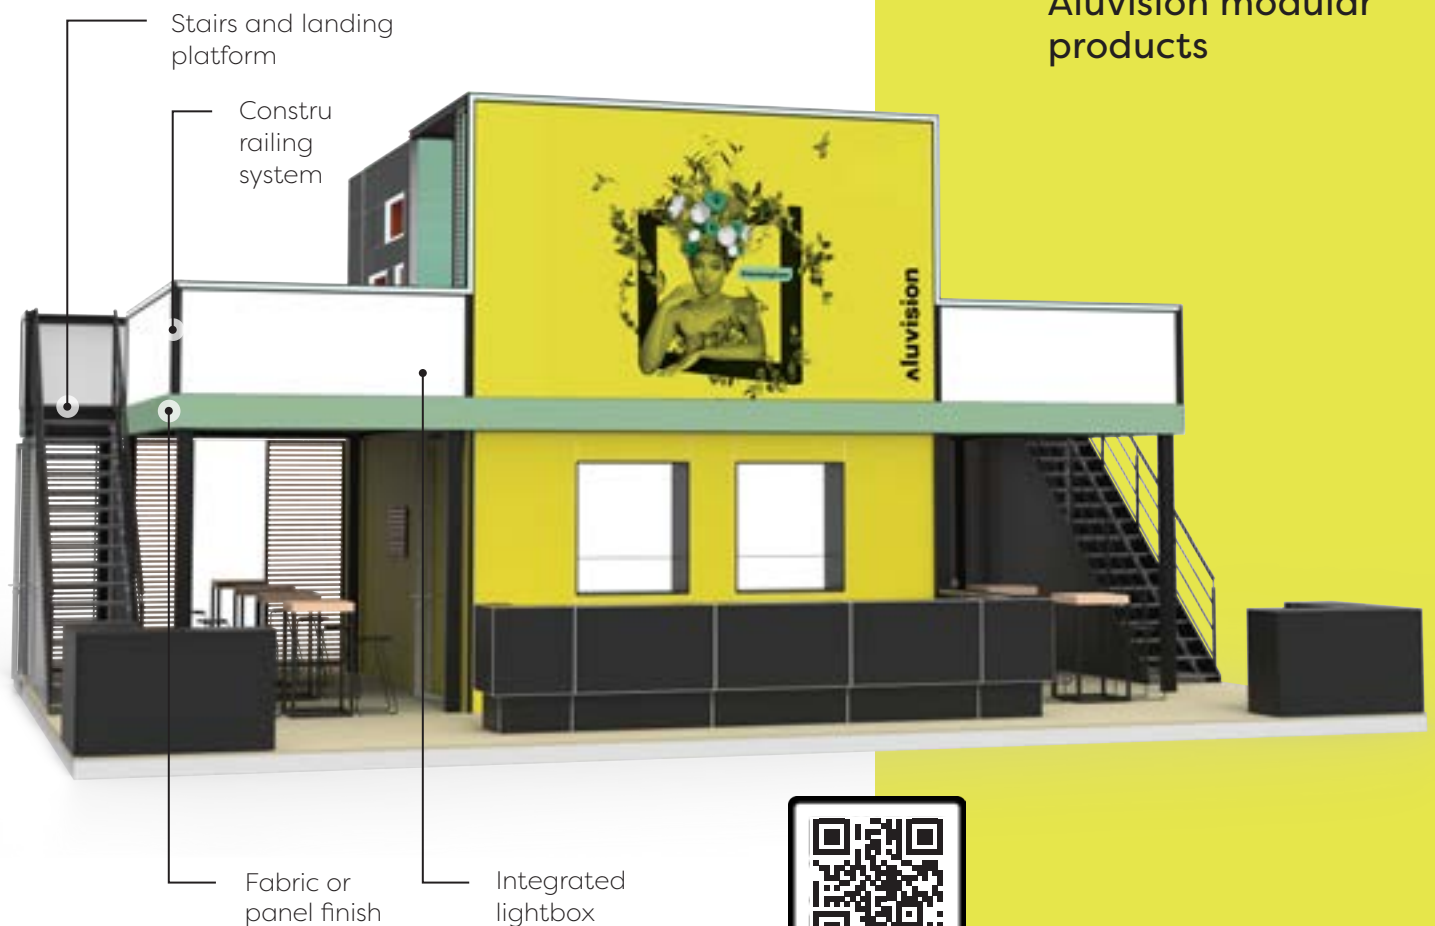 Aluvision modular
products
Stairs and landing
platform
Constru
railing
system
Aluvision
Fabric or
panel finish
Integrated
lightbox